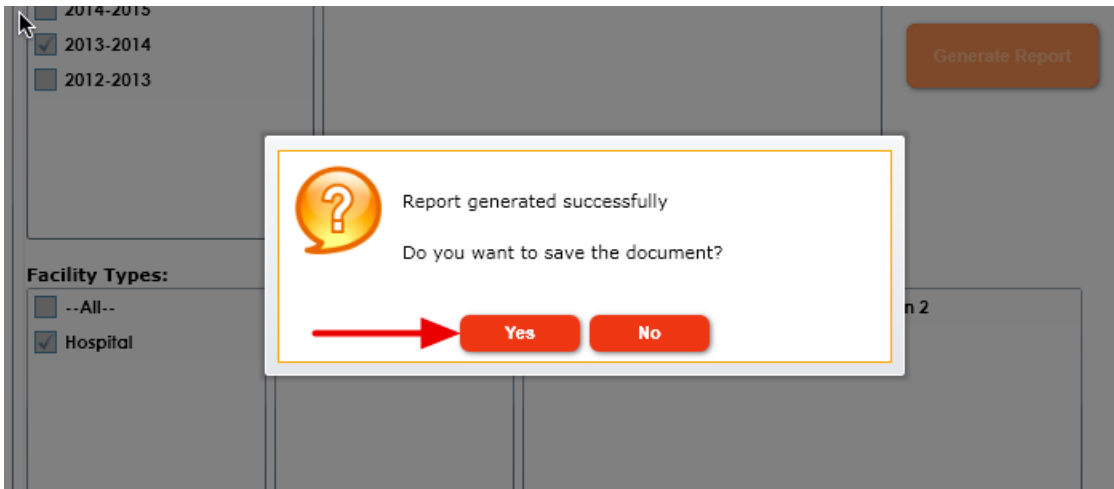 2014-2015
2013-2014
Generate Report
2012-2013
Report generated successfully
Do you want to save the document?
Facility Types:
--All--
n 2
Yes
No
Hospital